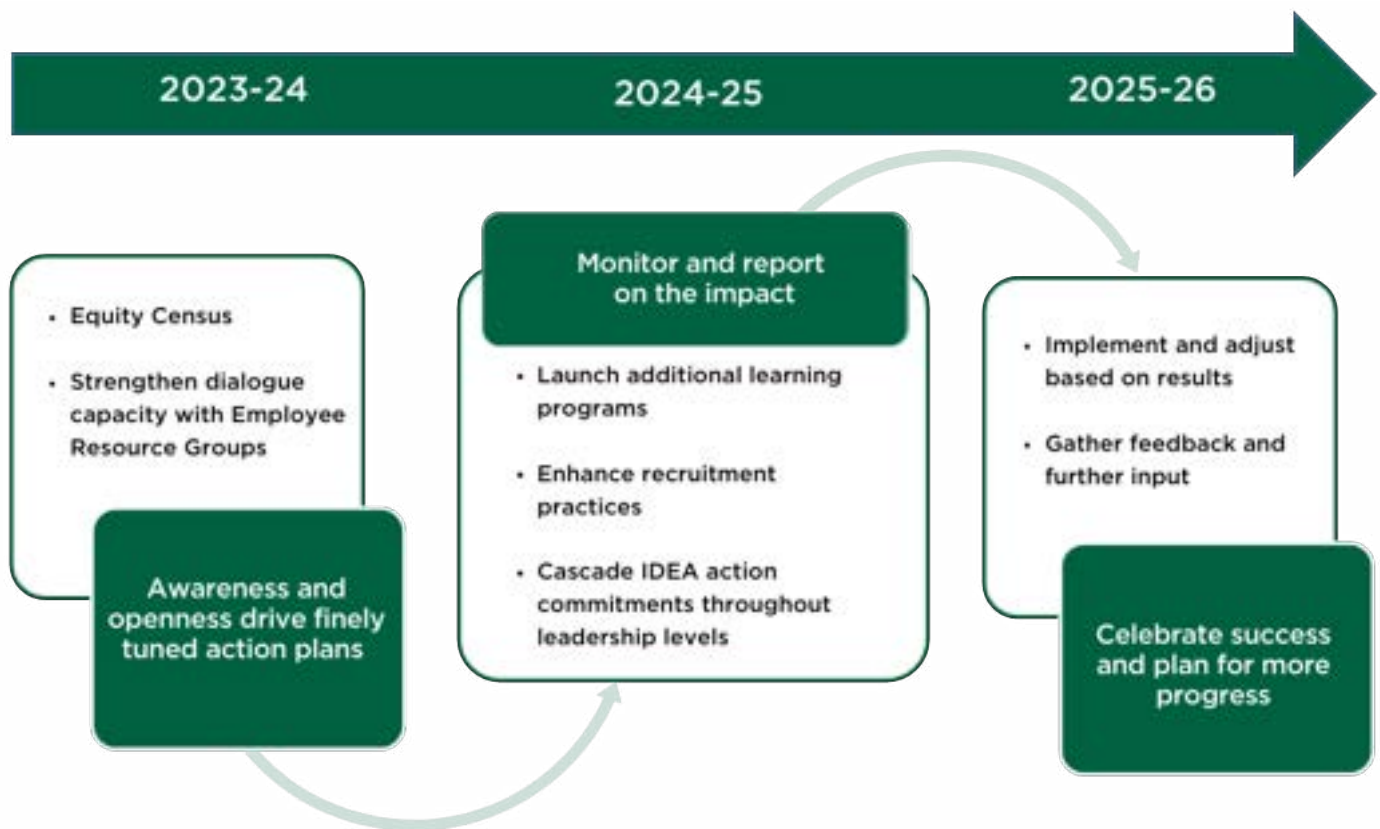 2023-24
2024-25
2025-26
• Equity Census
• Strengthen dialogue
capacity with Employee
Resource Groups
Awareness and
openness drive finely
tuned action plans
Monitor and report
on the impact
• Launch additional learning
programs
• Enhance recruitment
practices
• Cascade IDEA action
commitments throughout
leadership levels
• Implement and adjust
based on results
• Gather feedback and
further input
Celebrate success
and plan for more
progress